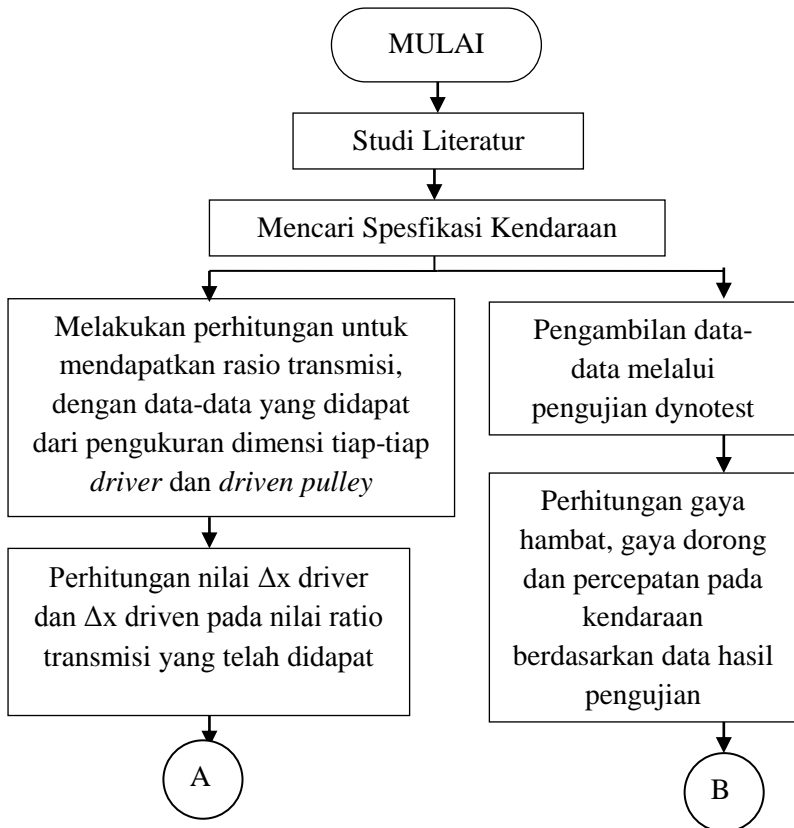 MULAI
Studi Literatur
Mencari Spesfikasi Kendaraan
Melakukan perhitungan untuk
mendapatkan rasio transmisi,
dengan data-data yang didapat
dari pengukuran dimensi tiap-tiap
driver dan driven pulley
Perhitungan nilai Δx driver
dan Δx driven pada nilai ratio
transmisi yang telah didapat
A
Pengambilan data-
data melalui
pengujian dynotest
Perhitungan gaya
hambat, gaya dorong
dan percepatan pada
kendaraan
berdasarkan data hasil
pengujian
B